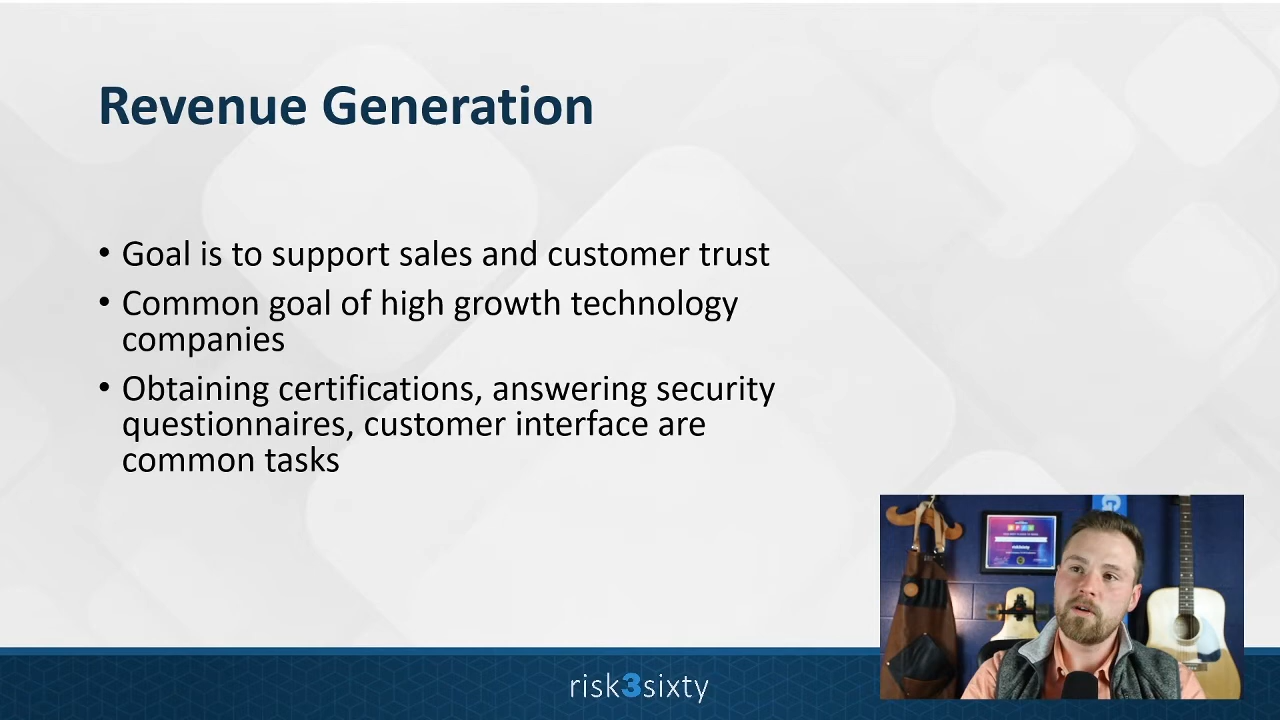 Revenue Generation
• Goal is to support sales and customer trust
• Common goal of high growth technology
companies
• Obtaining certifications, answering security
questionnaires, customer interface are
common tasks
risk3sixty